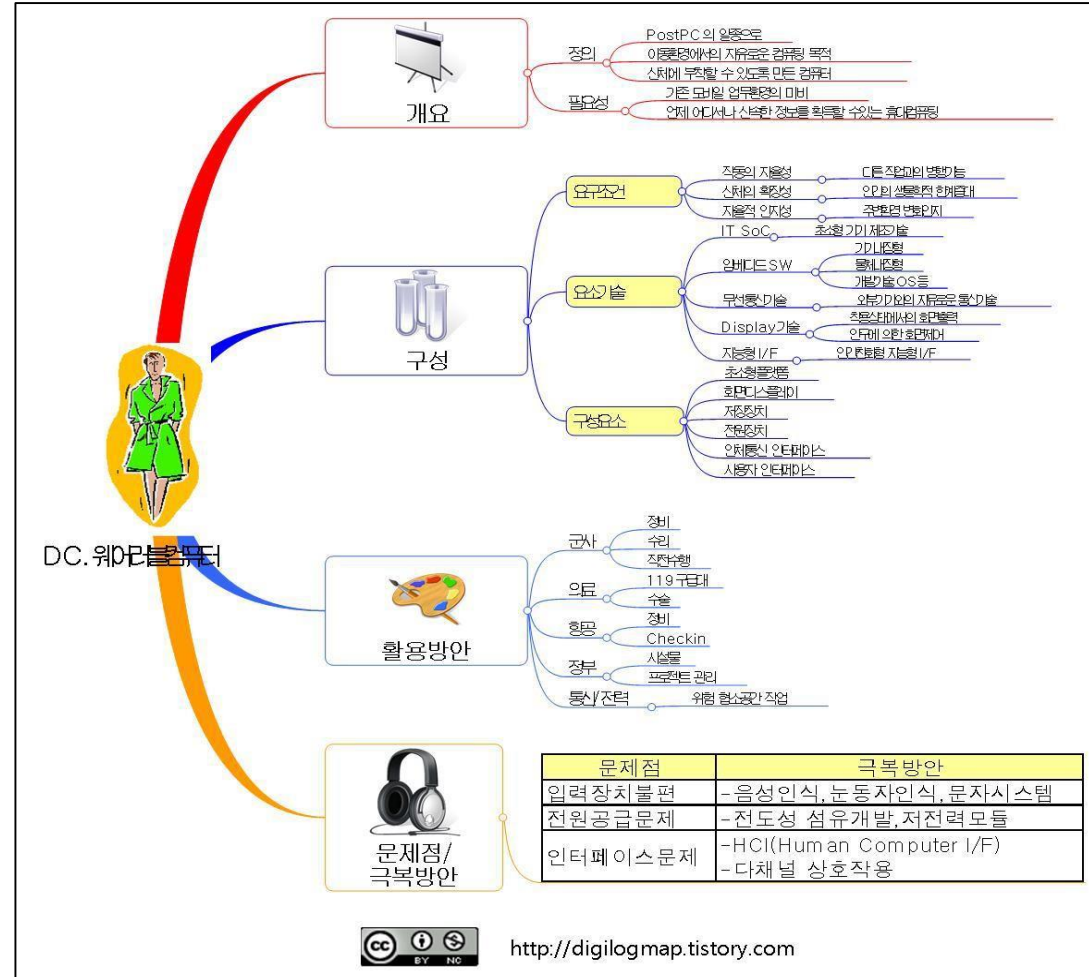 개요
정의
PostPC의 일종으로
이동환경에서의 자유로운 컴퓨팅 목적
신체에 부착할 수 있도록 만든 컴퓨터
필요성
기존 모바일 업무환경의 미비
언제 어디서나 신속한 정보를 획득할 수있는 휴대컴퓨팅
구성
요구조건
작동의 자율성
다른 작업과의 병행가능
신체의 확장성
인간의 생물학적 한계증대
지율적 인지성
주변환경 변화인지
요소기술
IT SoC
초소형 기기 제조기술
임베디드SW
기기내장형
물체내장형
개발기술 OS등
무선통신기술
외부기기와의 자유로운 통신기술
Display기술
착용상태에서의 화면출력
안구에 의한 화면제어
지능형I/F
인간친화형 지능형I/F
구성요소
초소형플랫폼
화면디스플레이
저장장치
전원장치
인체통신 인터페이스
사용자 인터페이스
DC.웨어러블컴퓨터
활용방안
군사
정비
수리
작전수행
의료
119구급대
수술
항공
정비
Checkin
정부
시설물
프로젝트 관리
통신/전력
위험 협소공간 작업
문제점/
극복방안
문제점 극복방안
입력장치불편 -음성인식,눈동자인식,문자시스템
전원공급문제 -전도성 섬유개발,저전력모듈
인터페이스문제 -HCI(Human Computer I/F)
-다채널 상호작용
cc BY NC
http://digilogmap.tistory.com